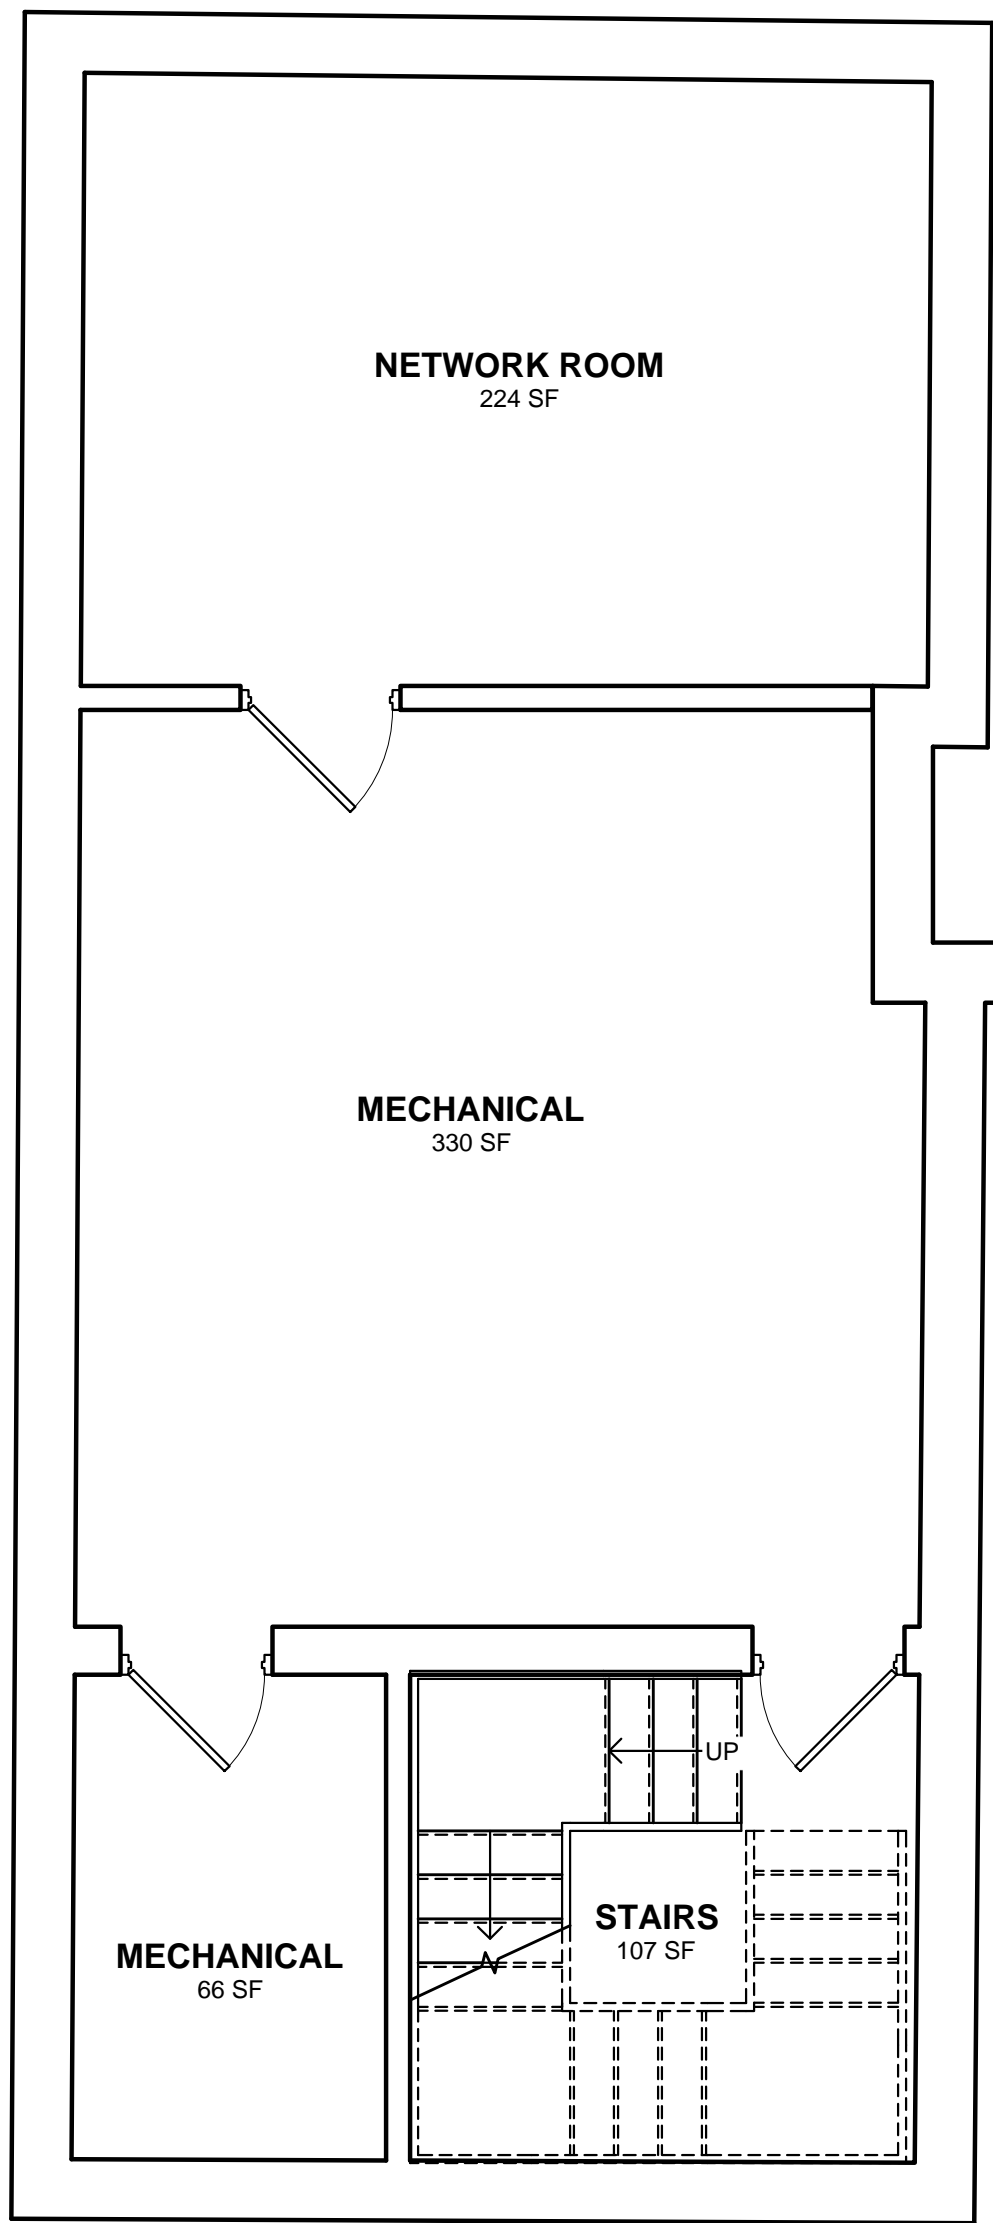 NETWORK ROOM
224 SF
MECHANICAL
330 SF
UP
STAIRS
107 SF
MECHANICAL
66 SF